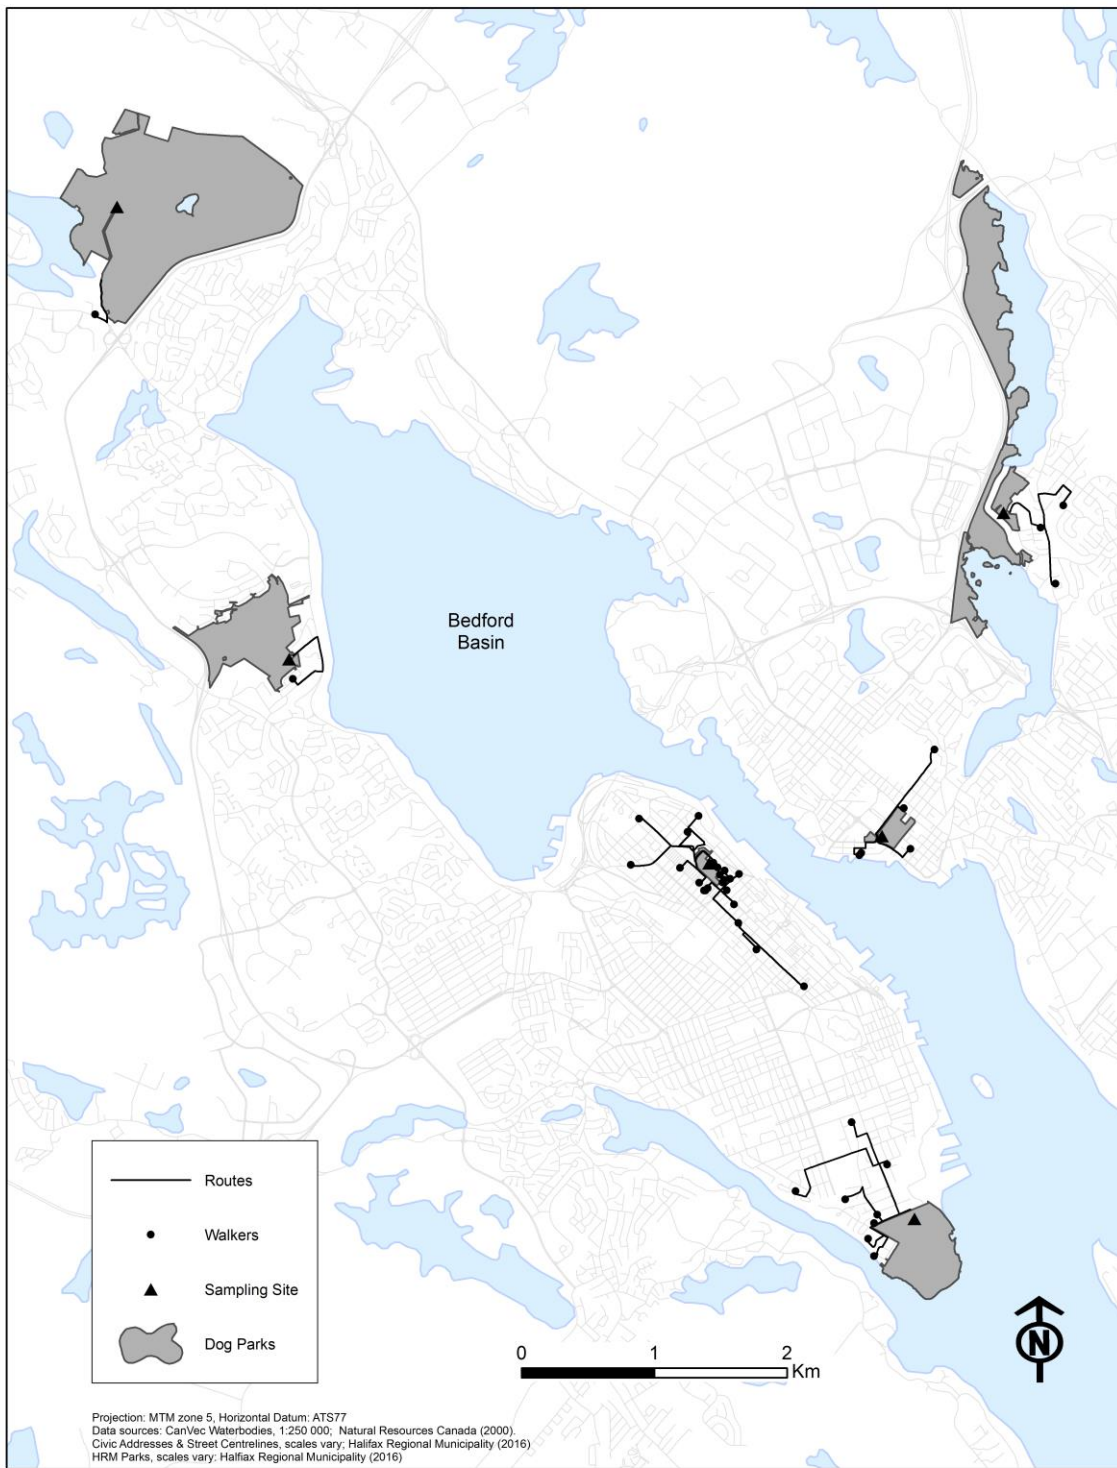 Bedford
Basin
Routes
Walkers
Sampling Site
Dog Parks
0 1 2
Km
N
Projection: MTM zone 5, Horizontal Datum: ATS77
Data sources: CanVec Waterbodies, 1:250 000;  Natural Resources Canada (2000).
Civic Addresses & Street Centrelines, scales vary; Halifax Regional Municipality (2016)
HRM Parks, scales vary: Halfiax Regional Municipality (2016)